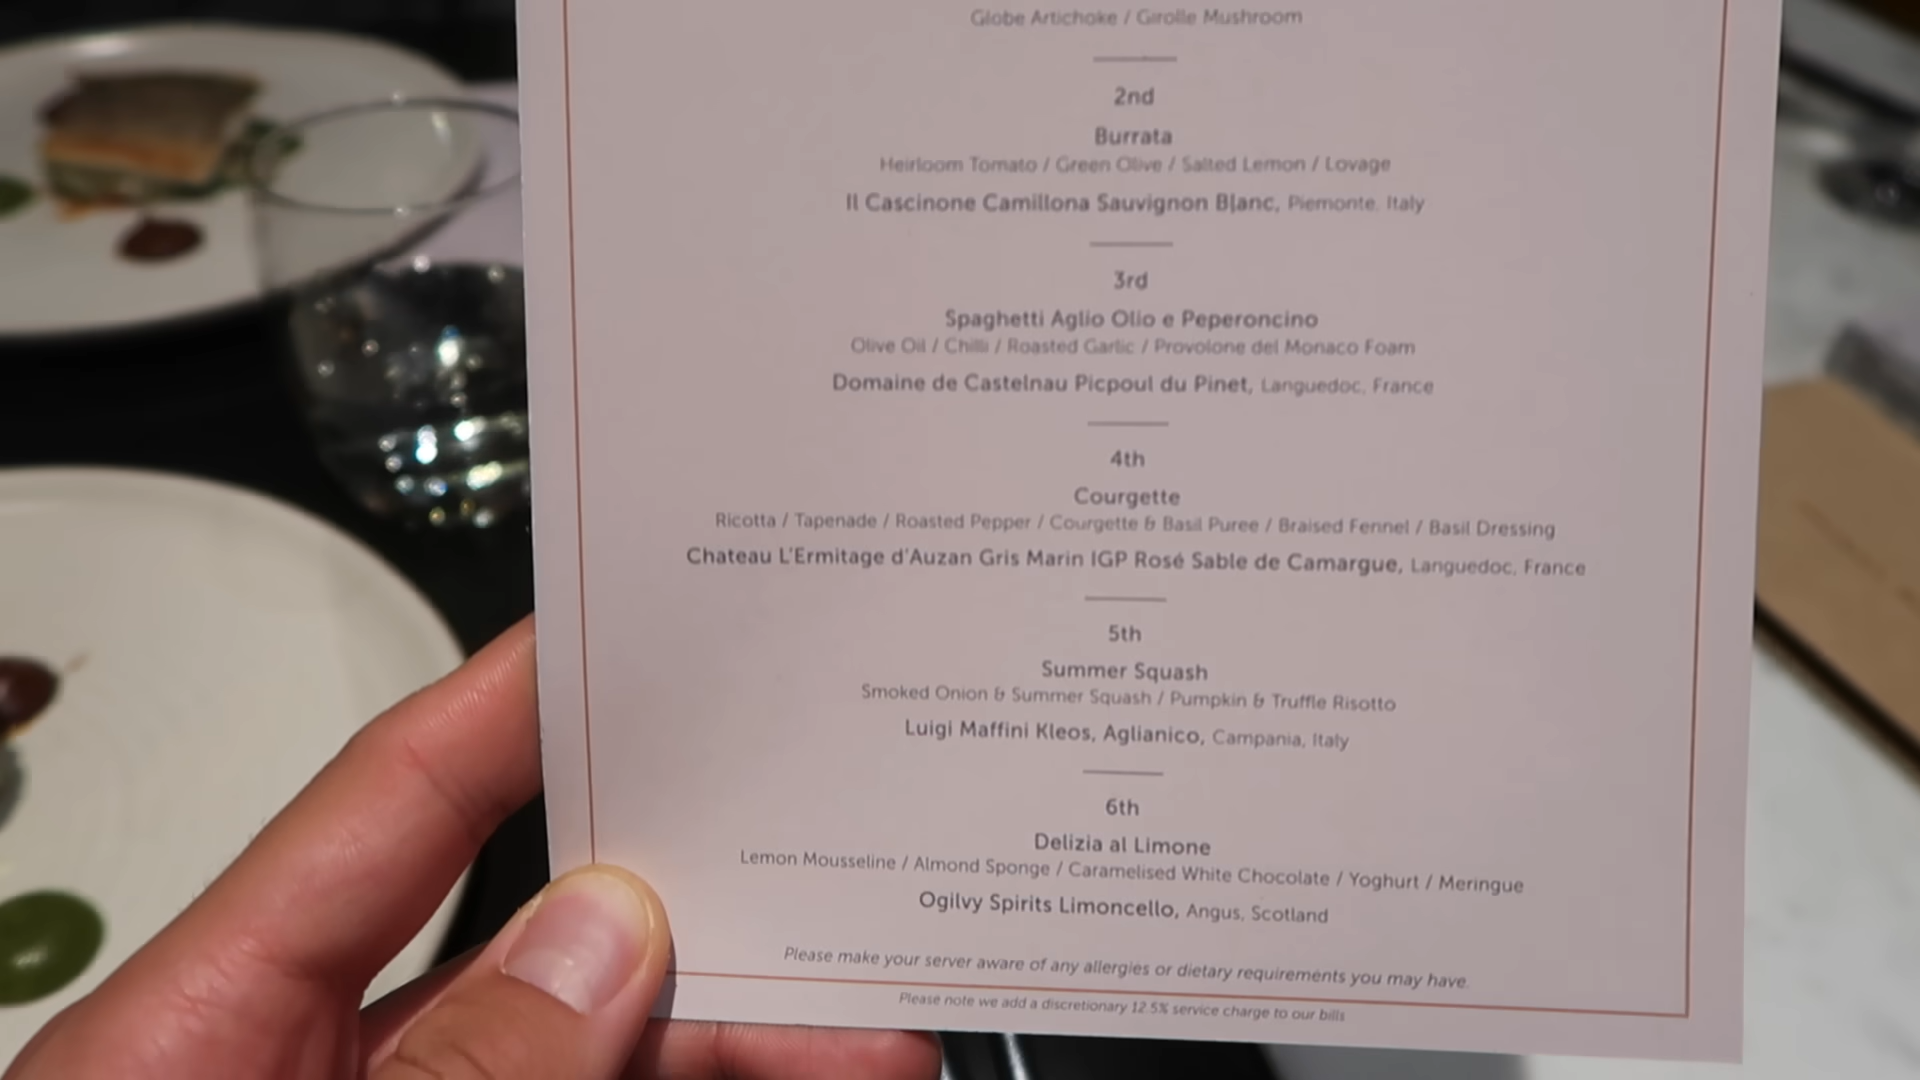 Globe Artichoke / Girolle Mushroom
2nd
Burrata
Heirloom Tomato / Green Olive / Salted Lemon / Lovage
Il Cascinone Camillona Sauvignon Blanc, Piemonte, Italy
3rd
Spaghetti Aglio Olio e Peperoncino
Olive Oil / Chilli / Roasted Garlic / Provolone del Monaco Foam
Domaine de Castelnau Picpoul du Pinet, Languedoc, France
4th
Courgette
Ricotta / Tapenade / Roasted Pepper / Courgette & Basil Puree / Braised Fennel / Basil Dressing
Chateau L'Ermitage d'Auzan Gris Marin IGP Rosé Sable de Camargue, Languedoc, France
5th
Summer Squash
Smoked Onion & Summer Squash / Pumpkin & Truffle Risotto
Luigi Maffini Kleos, Aglianico, Campania, Italy
6th
Delizia al Limone
Lemon Mousseline / Almond Sponge / Caramelised White Chocolate / Yoghurt / Meringue
Ogilvy Spirits Limoncello, Angus, Scotland
Please make your server aware of any allergies or dietary requirements you may have.
Please note we add a discretionary 12.5% service charge to our bills